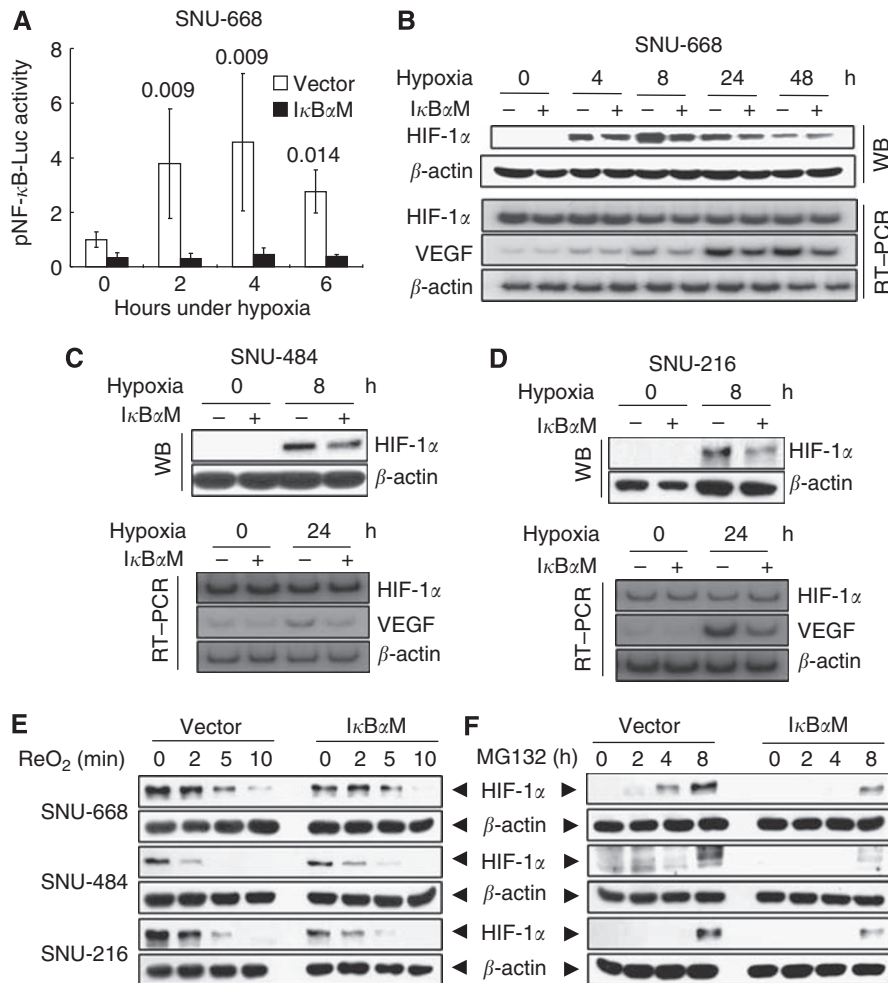 A
SNU-668
pNF-κB-Luc activity
8
6
4
2
0
0.009
0.009
0.014
Vector
IκBαM
0 2 4 6
Hours under hypoxia
B
SNU-668
Hypoxia 0 4 8 24 48 h
IκBαM – + – + – + – + – +
HIF-1α
β-actin
WB
HIF-1α
VEGF
β-actin
RT–PCR
C
SNU-484
Hypoxia 0 8 h
IκBαM – + – +
WB
HIF-1α
β-actin
Hypoxia 0 24 h
IκBαM – + – +
RT–PCR
HIF-1α
VEGF
β-actin
D
SNU-216
Hypoxia 0 8 h
IκBαM – + – +
WB
HIF-1α
β-actin
Hypoxia 0 24 h
IκBαM – + – +
RT–PCR
HIF-1α
VEGF
β-actin
E
Vector IκBαM
ReO₂ (min) 0 2 5 10 0 2 5 10
SNU-668
SNU-484
SNU-216
F
Vector IκBαM
MG132 (h) 0 2 4 8 0 2 4 8
◄ HIF-1α ►
◄ β-actin ►
◄ HIF-1α ►
◄ β-actin ►
◄ HIF-1α ►
◄ β-actin ►